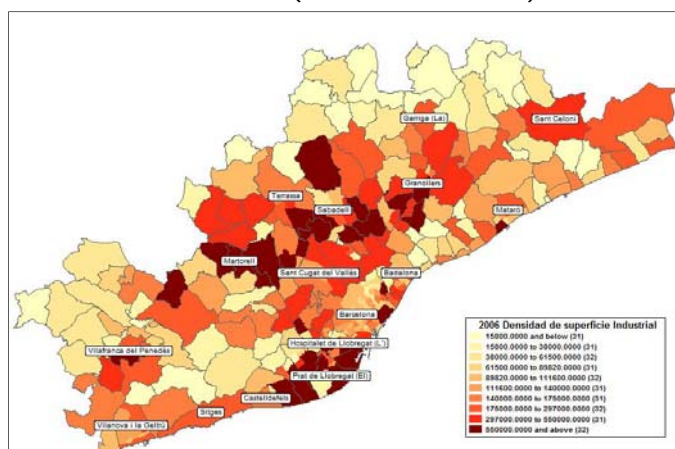 Garriga (La)
Sant Celoni
Granollers
Terrassa
Sabadell
Mataró
Martorell
Sant Cugat del Vallès
Badalona
Barcelona
Hospitalet de Llobregat (L')
Vilafranca del Penedès
Prat de Llobregat (El)
Castelldefels
Sitges
Vilanova i la Geltrú
2006 Densidad de superficie Industrial
15000.0000 and below (31)
15000.0000 to 38000.0000 (31)
38000.0000 to 61500.0000 (32)
61500.0000 to 89820.0000 (31)
89820.0000 to 111600.0000 (32)
111600.0000 to 140000.0000 (31)
140000.0000 to 175000.0000 (31)
175000.0000 to 297000.0000 (32)
297000.0000 to 550000.0000 (31)
550000.0000 and above (32)